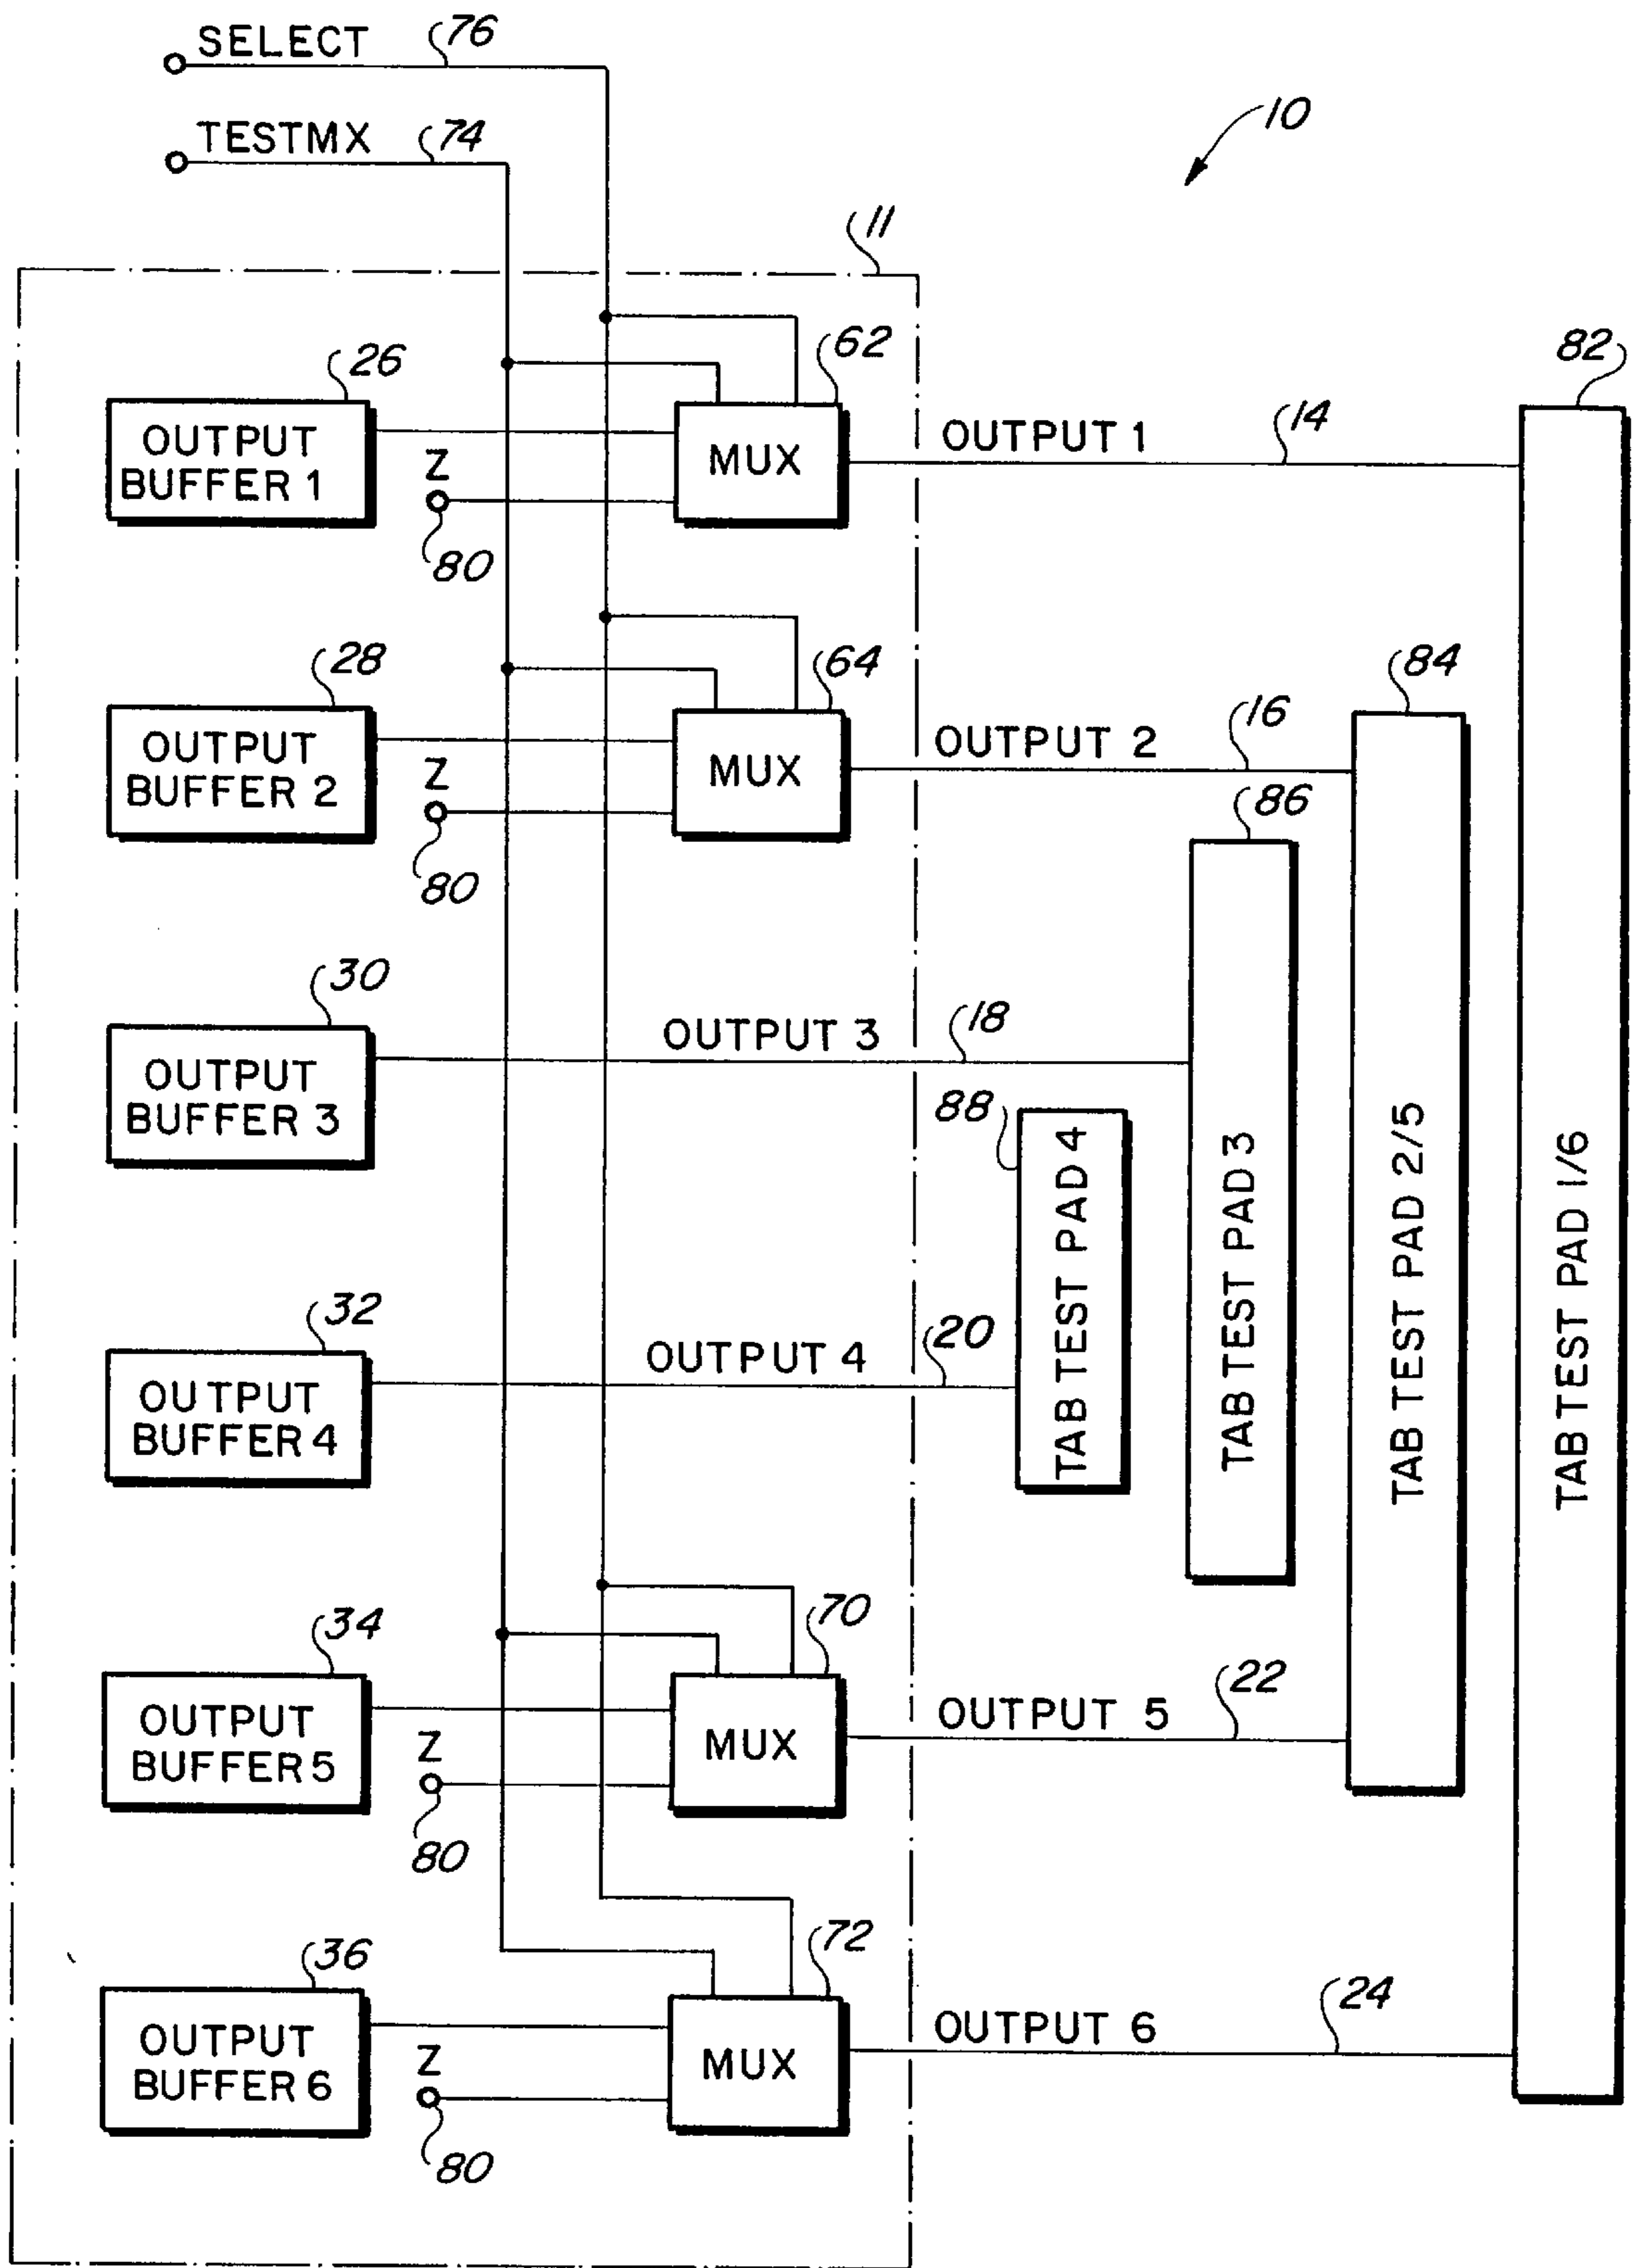 SELECT 76
TESTMX 74
10
11
26
62
82
OUTPUT
BUFFER 1
Z
80
MUX
OUTPUT 1
14
28
64
84
OUTPUT
BUFFER 2
Z
80
MUX
OUTPUT 2
16
86
30
OUTPUT
BUFFER 3
OUTPUT 3
18
88
TAB TEST PAD 4
TAB TEST PAD 3
TAB TEST PAD 2/5
TAB TEST PAD 1/6
32
OUTPUT
BUFFER 4
OUTPUT 4
20
34
70
OUTPUT
BUFFER 5
Z
80
MUX
OUTPUT 5
22
36
72
OUTPUT
BUFFER 6
Z
80
MUX
OUTPUT 6
24